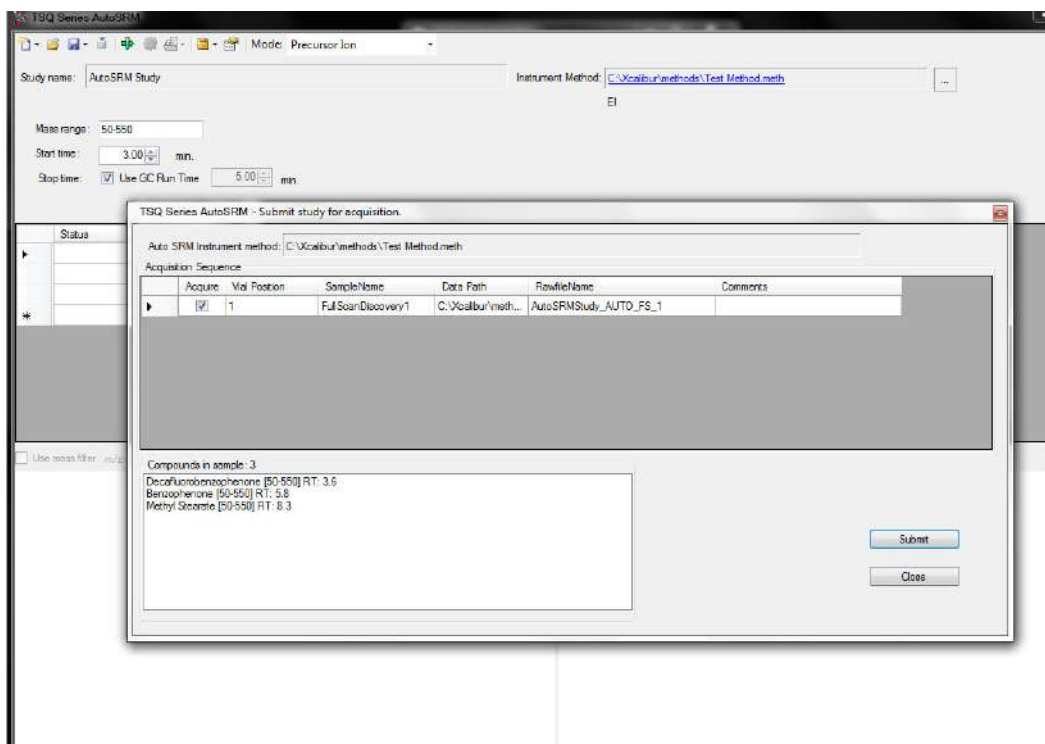 TSQ Series AutoSRM
Mode: Precursor Ion
Study name: AutoSRM Study
Instrument Method: C:\Xcalibur\methods\Test Method.meth ...
EI
Mass range: 50-550
Start time: 3.00 min.
Stop time: Use GC Run Time 5.00 min.
TSQ Series AutoSRM - Submit study for acquisition.
Status
Auto SRM Instrument method: C:\Xcalibur\methods\Test Method.meth
Acquisition Sequence
Acquire Vial Position SampleName Data Path RawfileName Comments
1 FullScanDiscovery1 C:\Xcalibur\meth... AutoSRMStudy_AUTO_FS_1
Use mass filter m/z
Compounds in sample: 3
Decafluorobenzophenone [50-550] RT: 3.6
Benzophenone [50-550] RT: 5.8
Methyl Stearate [50-550] RT: 8.3
Submit
Close